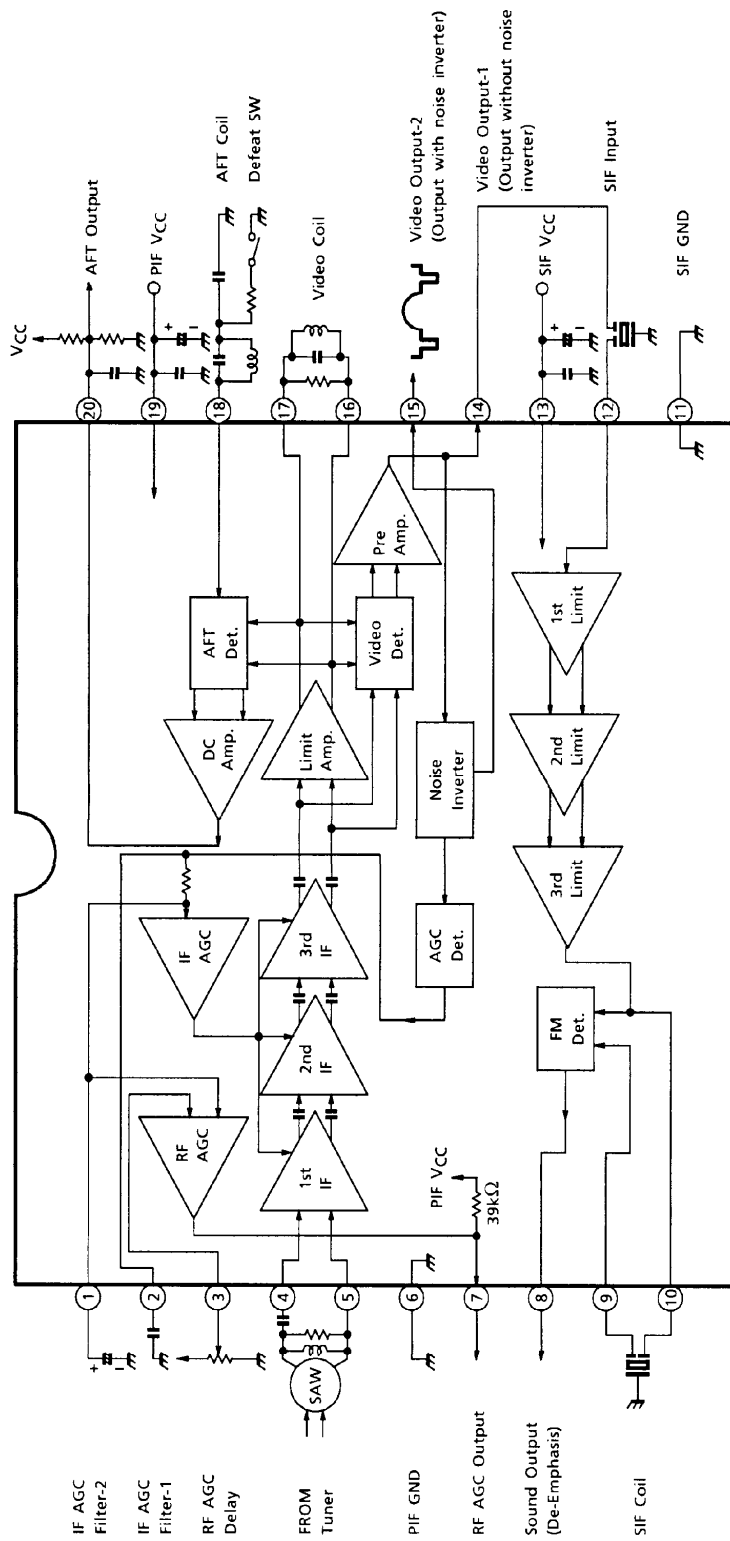 VCC
AFT Output
PIF VCC
AFT Coil
Defeat SW
Video Coil
Video Output-2
(Output with noise inverter)
Video Output-1
(Output without noise
inverter)
SIF VCC
SIF Input
SIF GND
+
-
+
-
20
19
18
17
16
15
14
13
12
11
AFT
Det.
DC
Amp.
Limit
Amp.
Video
Det.
Pre
Amp.
Noise
Inverter
AGC
Det.
IF
AGC
RF
AGC
1st
IF
2nd
IF
3rd
IF
1st
Limit
2nd
Limit
3rd
Limit
FM
Det.
PIF VCC
39kΩ
1
2
3
4
5
6
7
8
9
10
+
-
SAW
IF AGC
Filter-2
IF AGC
Filter-1
RF AGC
Delay
FROM
Tuner
PIF GND
RF AGC Output
Sound Output
(De-Emphasis)
SIF Coil